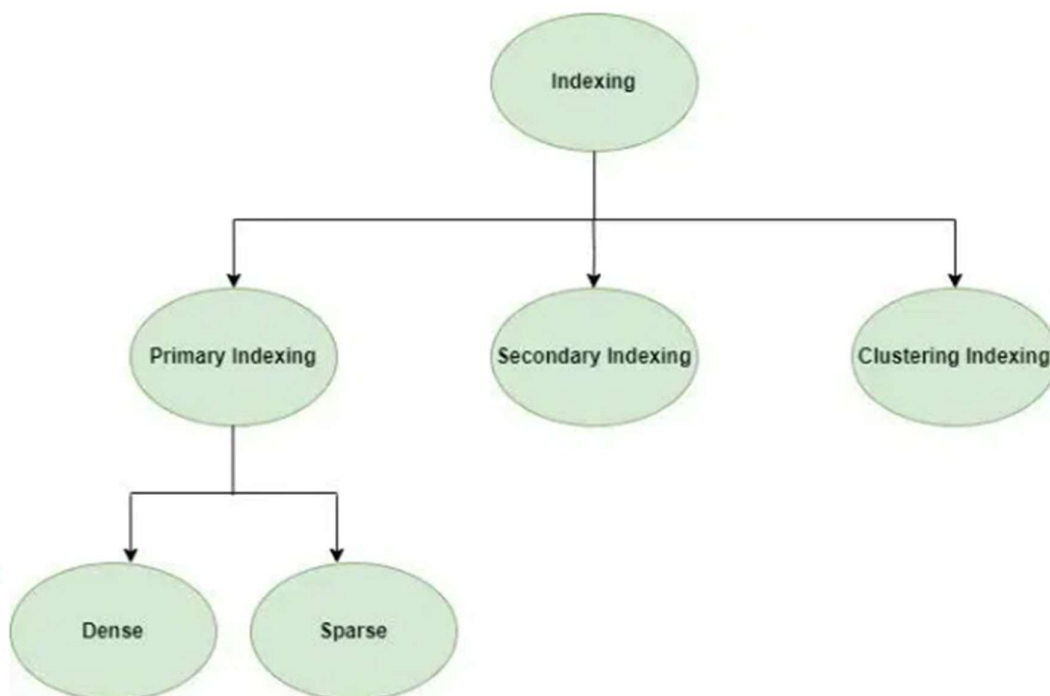 Indexing
Primary Indexing
Secondary Indexing
Clustering Indexing
Dense
Sparse